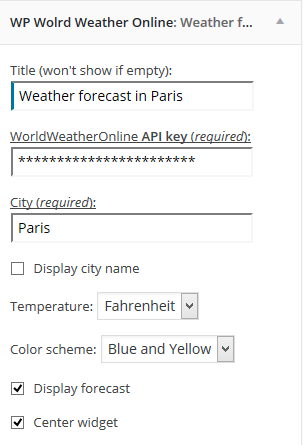 WP Wolrd Weather Online: Weather f...
Title (won't show if empty):
Weather forecast in Paris
WorldWeatherOnline API key (required):
***********************
City (required):
Paris
Display city name
Temperature: Fahrenheit
Color scheme: Blue and Yellow
Display forecast
Center widget